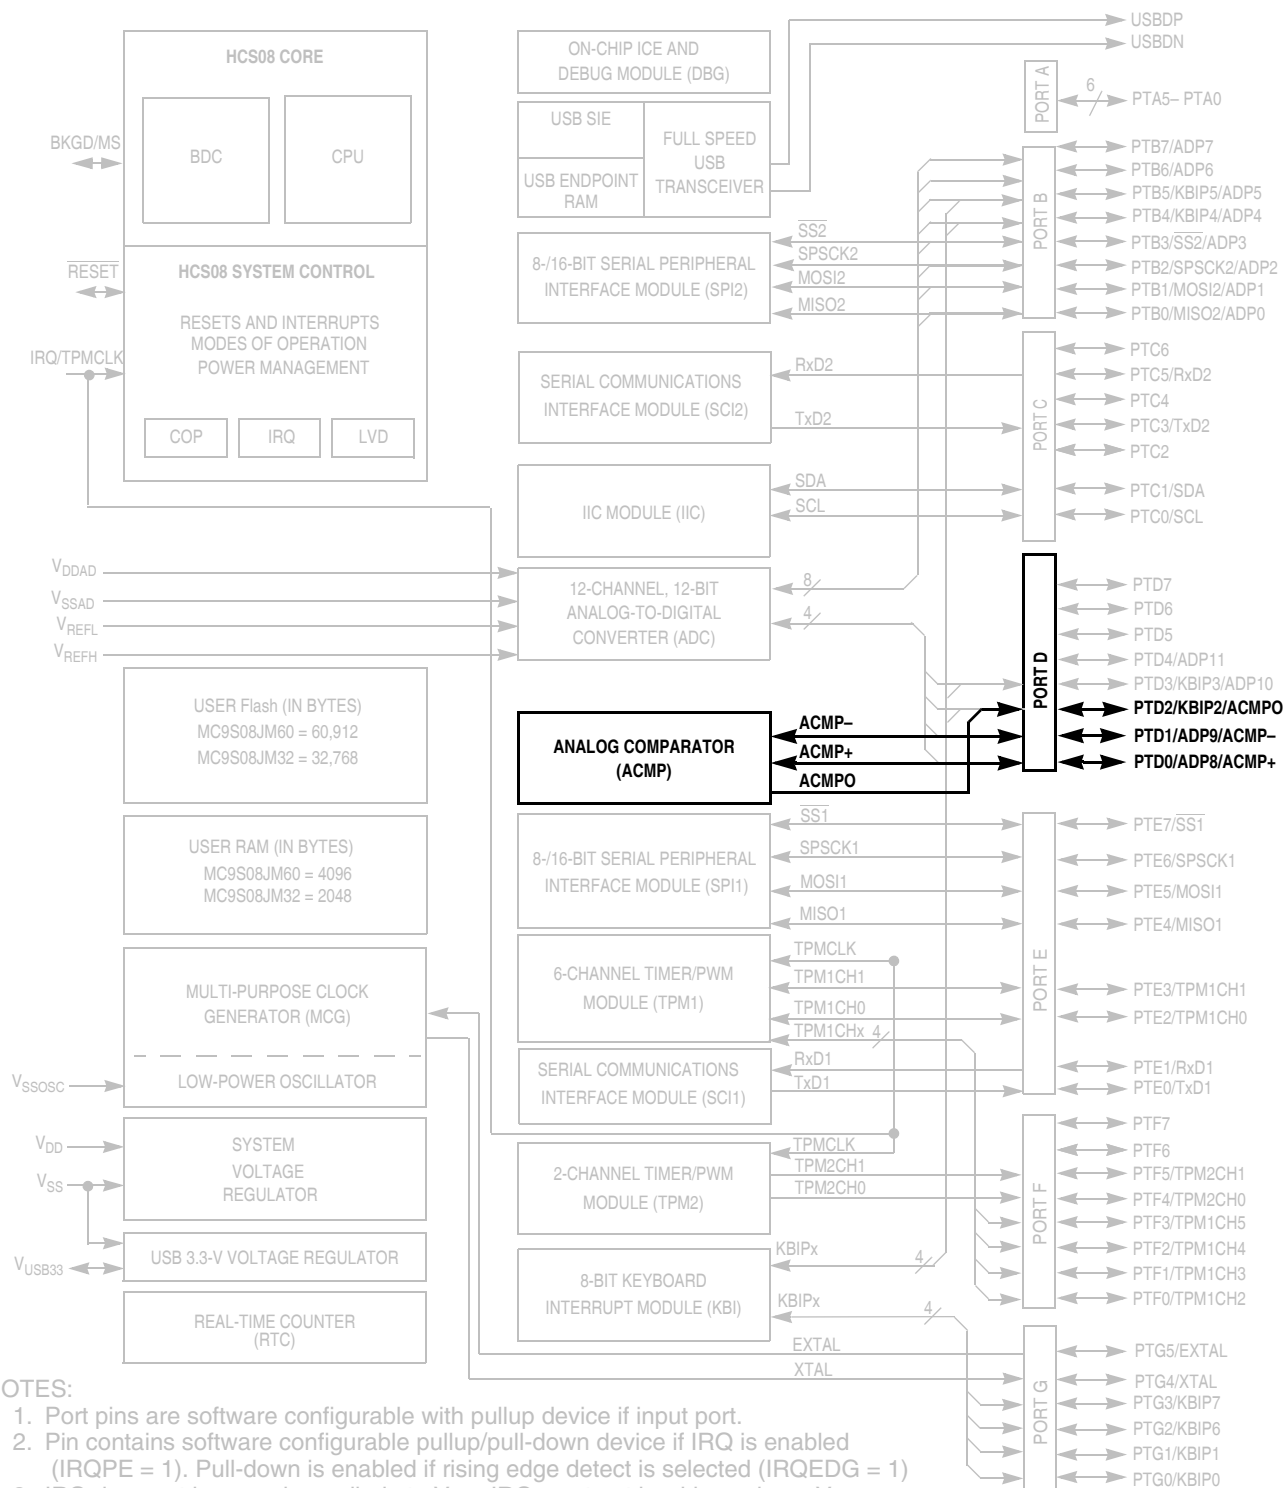 HCS08 CORE
BDC
CPU
BKGD/MS
RESET
HCS08 SYSTEM CONTROL
RESETS AND INTERRUPTS
MODES OF OPERATION
POWER MANAGEMENT
IRQ/TPMCLK
COP
IRQ
LVD
VDDAD
VSSAD
VREFL
VREFH
USER Flash (IN BYTES)
MC9S08JM60 = 60,912
MC9S08JM32 = 32,768
USER RAM (IN BYTES)
MC9S08JM60 = 4096
MC9S08JM32 = 2048
MULTI-PURPOSE CLOCK
GENERATOR (MCG)
LOW-POWER OSCILLATOR
VSSOSC
VDD
VSS
SYSTEM
VOLTAGE
REGULATOR
USB 3.3-V VOLTAGE REGULATOR
VUSB33
REAL-TIME COUNTER
(RTC)
ON-CHIP ICE AND
DEBUG MODULE (DBG)
USB SIE
USB ENDPOINT
RAM
FULL SPEED
USB
TRANSCEIVER
8-/16-BIT SERIAL PERIPHERAL
INTERFACE MODULE (SPI2)
SS2
SPSCK2
MOSI2
MISO2
SERIAL COMMUNICATIONS
INTERFACE MODULE (SCI2)
RxD2
TxD2
IIC MODULE (IIC)
SDA
SCL
12-CHANNEL, 12-BIT
ANALOG-TO-DIGITAL
CONVERTER (ADC)
8
4
ANALOG COMPARATOR
(ACMP)
ACMP–
ACMP+
ACMPO
8-/16-BIT SERIAL PERIPHERAL
INTERFACE MODULE (SPI1)
SS1
SPSCK1
MOSI1
MISO1
6-CHANNEL TIMER/PWM
MODULE (TPM1)
TPMCLK
TPM1CH1
TPM1CH0
TPM1CHx 4
SERIAL COMMUNICATIONS
INTERFACE MODULE (SCI1)
RxD1
TxD1
2-CHANNEL TIMER/PWM
MODULE (TPM2)
TPMCLK
TPM2CH1
TPM2CH0
8-BIT KEYBOARD
INTERRUPT MODULE (KBI)
KBIPx
4
KBIPx
4
EXTAL
XTAL
USBDP
USBDN
PORT A
6
PTA5– PTA0
PORT B
PTB7/ADP7
PTB6/ADP6
PTB5/KBIP5/ADP5
PTB4/KBIP4/ADP4
PTB3/SS2/ADP3
PTB2/SPSCK2/ADP2
PTB1/MOSI2/ADP1
PTB0/MISO2/ADP0
PORT C
PTC6
PTC5/RxD2
PTC4
PTC3/TxD2
PTC2
PTC1/SDA
PTC0/SCL
PORT D
PTD7
PTD6
PTD5
PTD4/ADP11
PTD3/KBIP3/ADP10
PTD2/KBIP2/ACMPO
PTD1/ADP9/ACMP–
PTD0/ADP8/ACMP+
PORT E
PTE7/SS1
PTE6/SPSCK1
PTE5/MOSI1
PTE4/MISO1
PTE3/TPM1CH1
PTE2/TPM1CH0
PTE1/RxD1
PTE0/TxD1
PORT F
PTF7
PTF6
PTF5/TPM2CH1
PTF4/TPM2CH0
PTF3/TPM1CH5
PTF2/TPM1CH4
PTF1/TPM1CH3
PTF0/TPM1CH2
PORT G
PTG5/EXTAL
PTG4/XTAL
PTG3/KBIP7
PTG2/KBIP6
PTG1/KBIP1
PTG0/KBIP0
OTES:
1. Port pins are software configurable with pullup device if input port.
2. Pin contains software configurable pullup/pull-down device if IRQ is enabled
(IRQPE = 1). Pull-down is enabled if rising edge detect is selected (IRQEDG = 1)